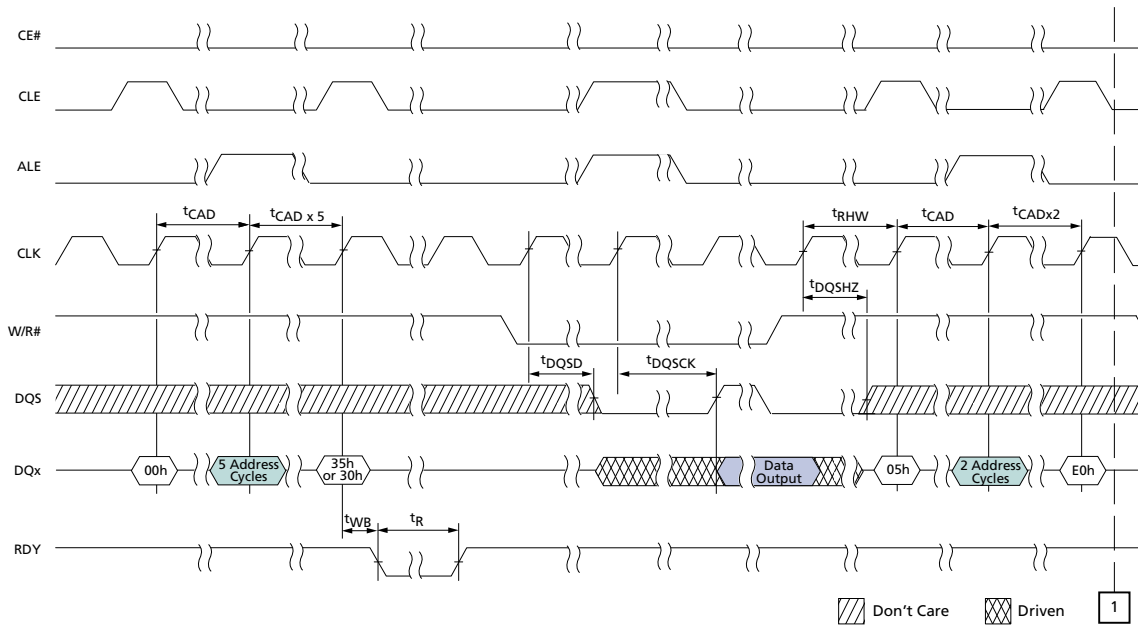 CE#
CLE
ALE
tCAD
tCAD x 5
tRHW
tCAD
tCADx2
CLK
tDQSHZ
W/R#
tDQSD
tDQSCK
DQS
DQx
00h
5 Address
Cycles
35h
or 30h
Data
Output
05h
2 Address
Cycles
E0h
tWB
tR
RDY
Don't Care
Driven
1